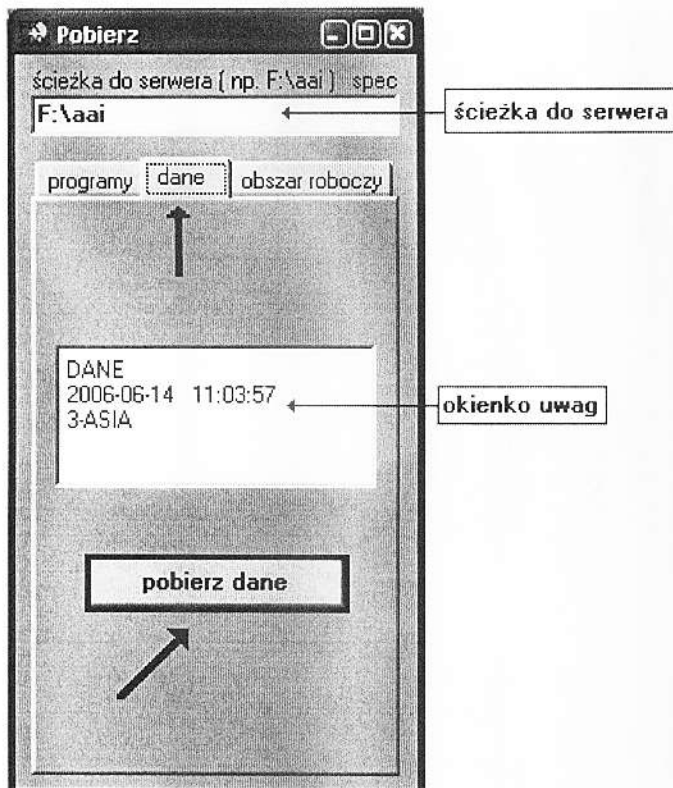 Pobierz
ścieżka do serwera ( np. F:\aai ) spec
F:\aai
ścieżka do serwera
programy dane obszar roboczy
DANE
2006-06-14 11:03:57
3-ASIA
okienko uwag
pobierz dane